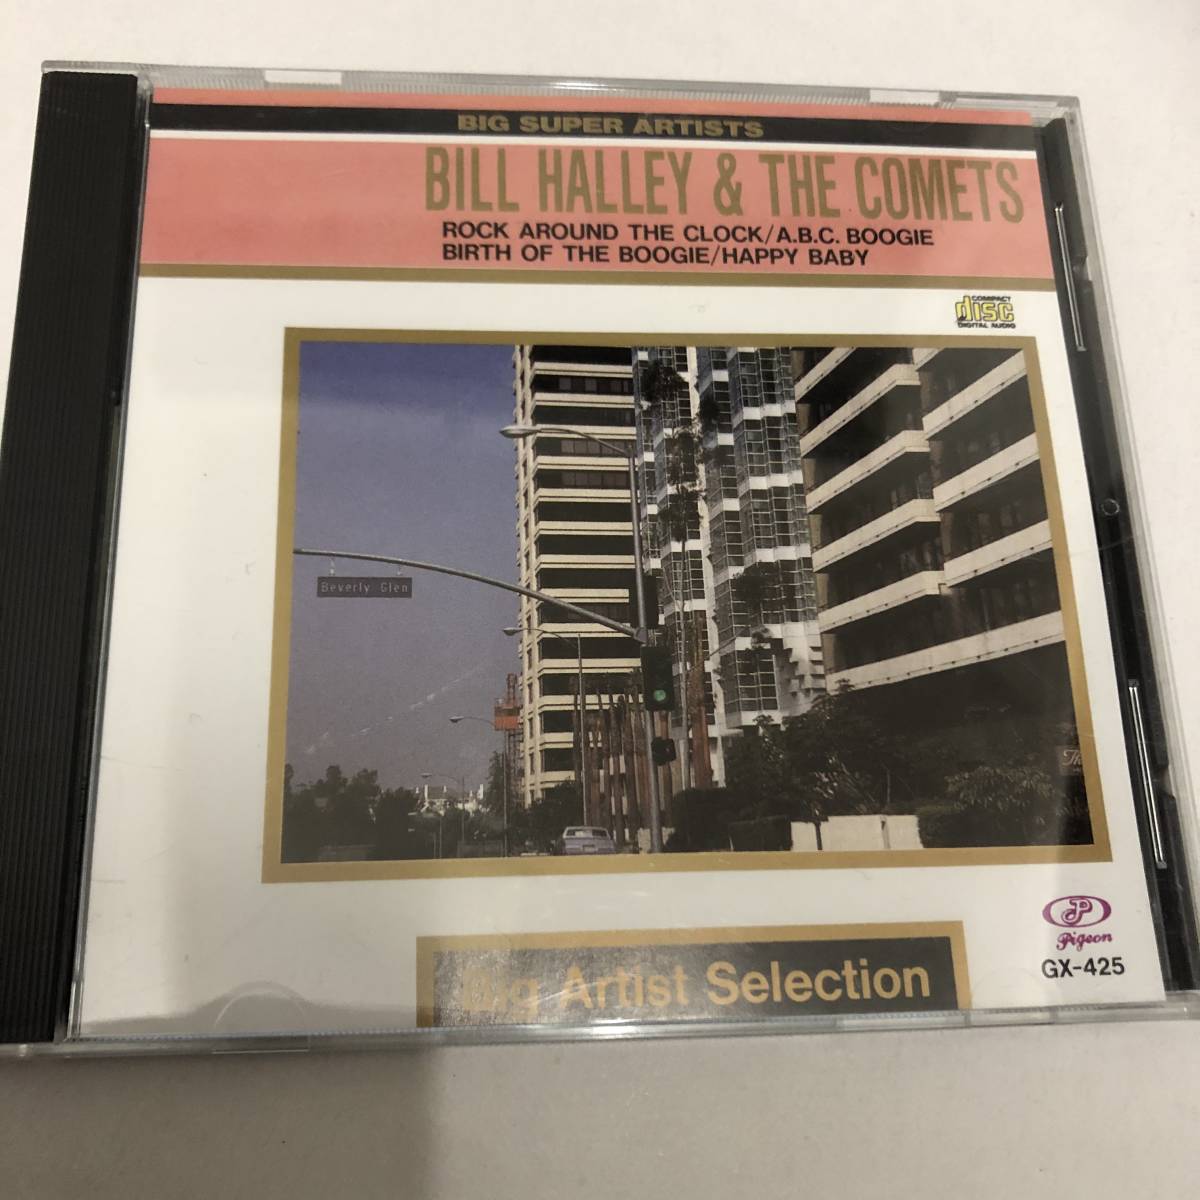 BIG SUPER ARTISTS
BILL HALLEY & THE COMETS
ROCK AROUND THE CLOCK/A.B.C. BOOGIE
BIRTH OF THE BOOGIE/HAPPY BABY
COMPACT
disc
DIGITAL AUDIO
Beverly Glen
Pigeon
GX-425
Big Artist Selection